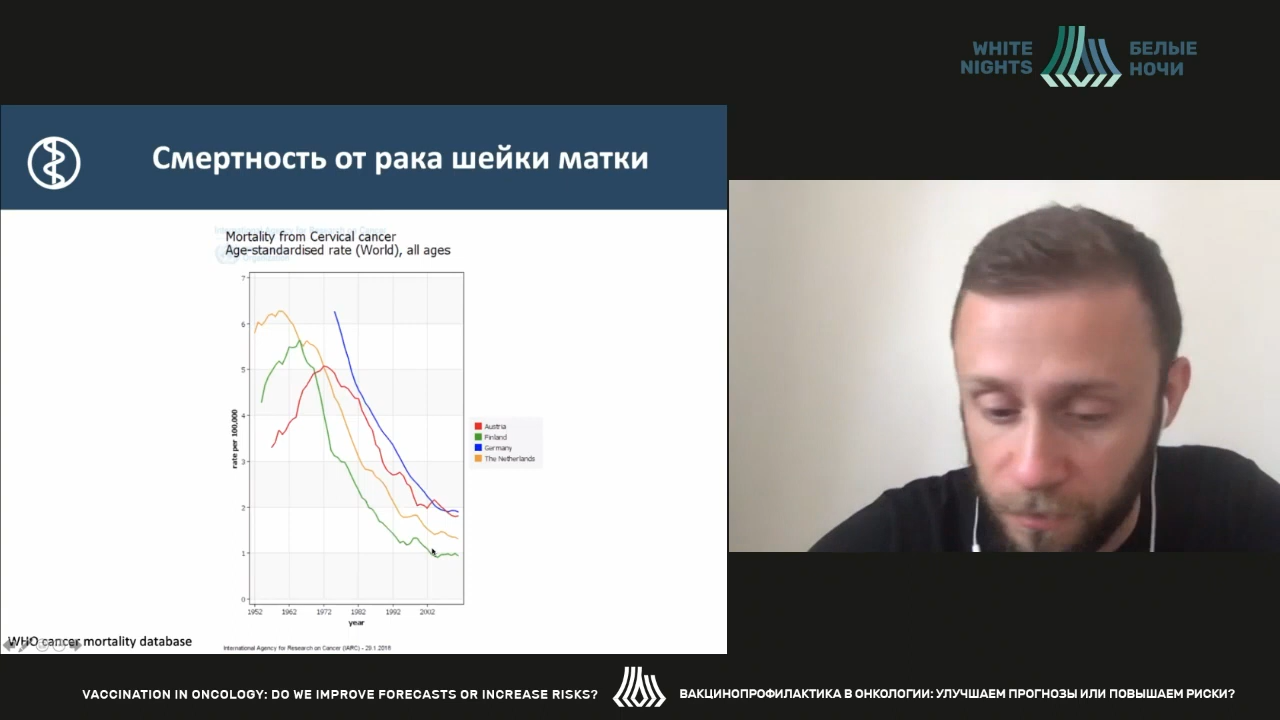 WHITE
NIGHTS
БЕЛЫЕ
НОЧИ
Смертность от рака шейки матки
Mortality from Cervical cancer
Age-standardised rate (World), all ages
7
6
5
4
3
2
1
0
rate per 100,000
1952 1962 1972 1982 1992 2002
year
Austria
Finland
Germany
The Netherlands
WHO cancer mortality database
International Agency for Research on Cancer (IARC) - 29.1.2016
VACCINATION IN ONCOLOGY: DO WE IMPROVE FORECASTS OR INCREASE RISKS?
ВАКЦИНОПРОФИЛАКТИКА В ОНКОЛОГИИ: УЛУЧШАЕМ ПРОГНОЗЫ ИЛИ ПОВЫШАЕМ РИСКИ?